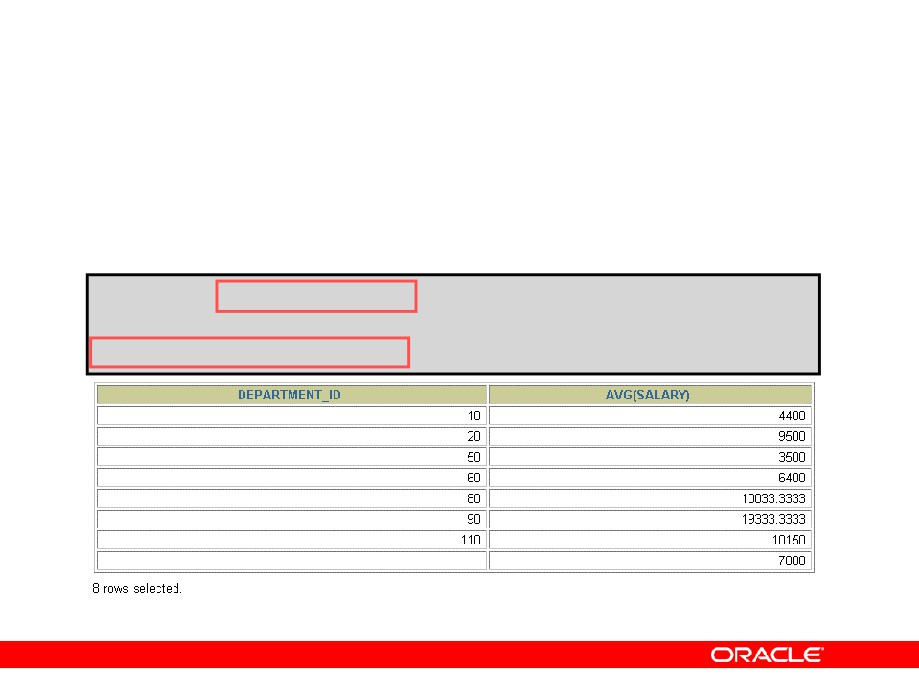 DEPARTMENT_ID AVG(SALARY)
10 4400
20 9500
50 3500
60 6400
80 10033.3333
90 19333.3333
110 10150
7000
8 rows selected.
ORACLE